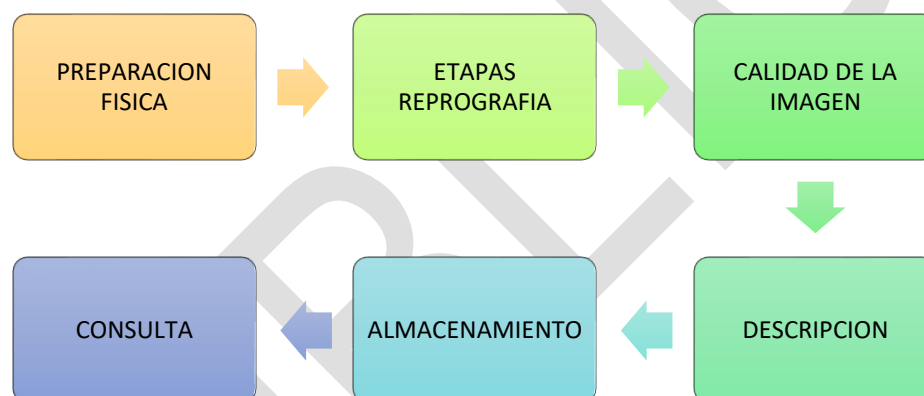 PREPARACION
FISICA
ETAPAS
REPROGRAFIA
CALIDAD DE LA
IMAGEN
DESCRIPCION
ALMACENAMIENTO
CONSULTA